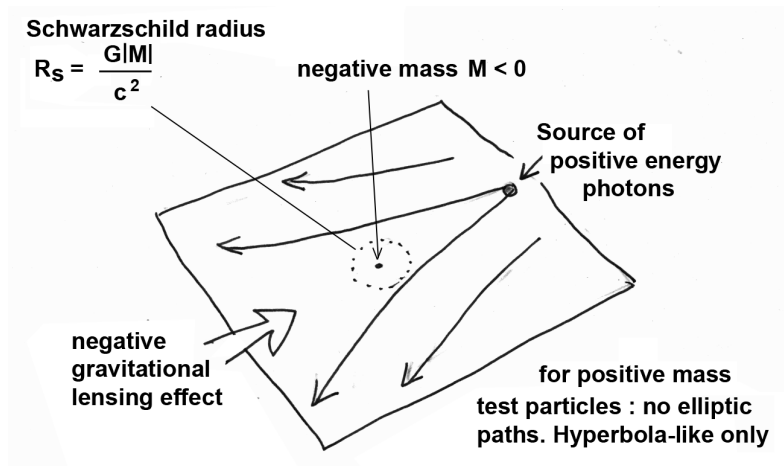 Schwarzschild radius
Rs = G|M|
c²
negative mass M < 0
Source of
positive energy
photons
negative
gravitational
lensing effect
for positive mass
test particles : no elliptic
paths. Hyperbola-like only